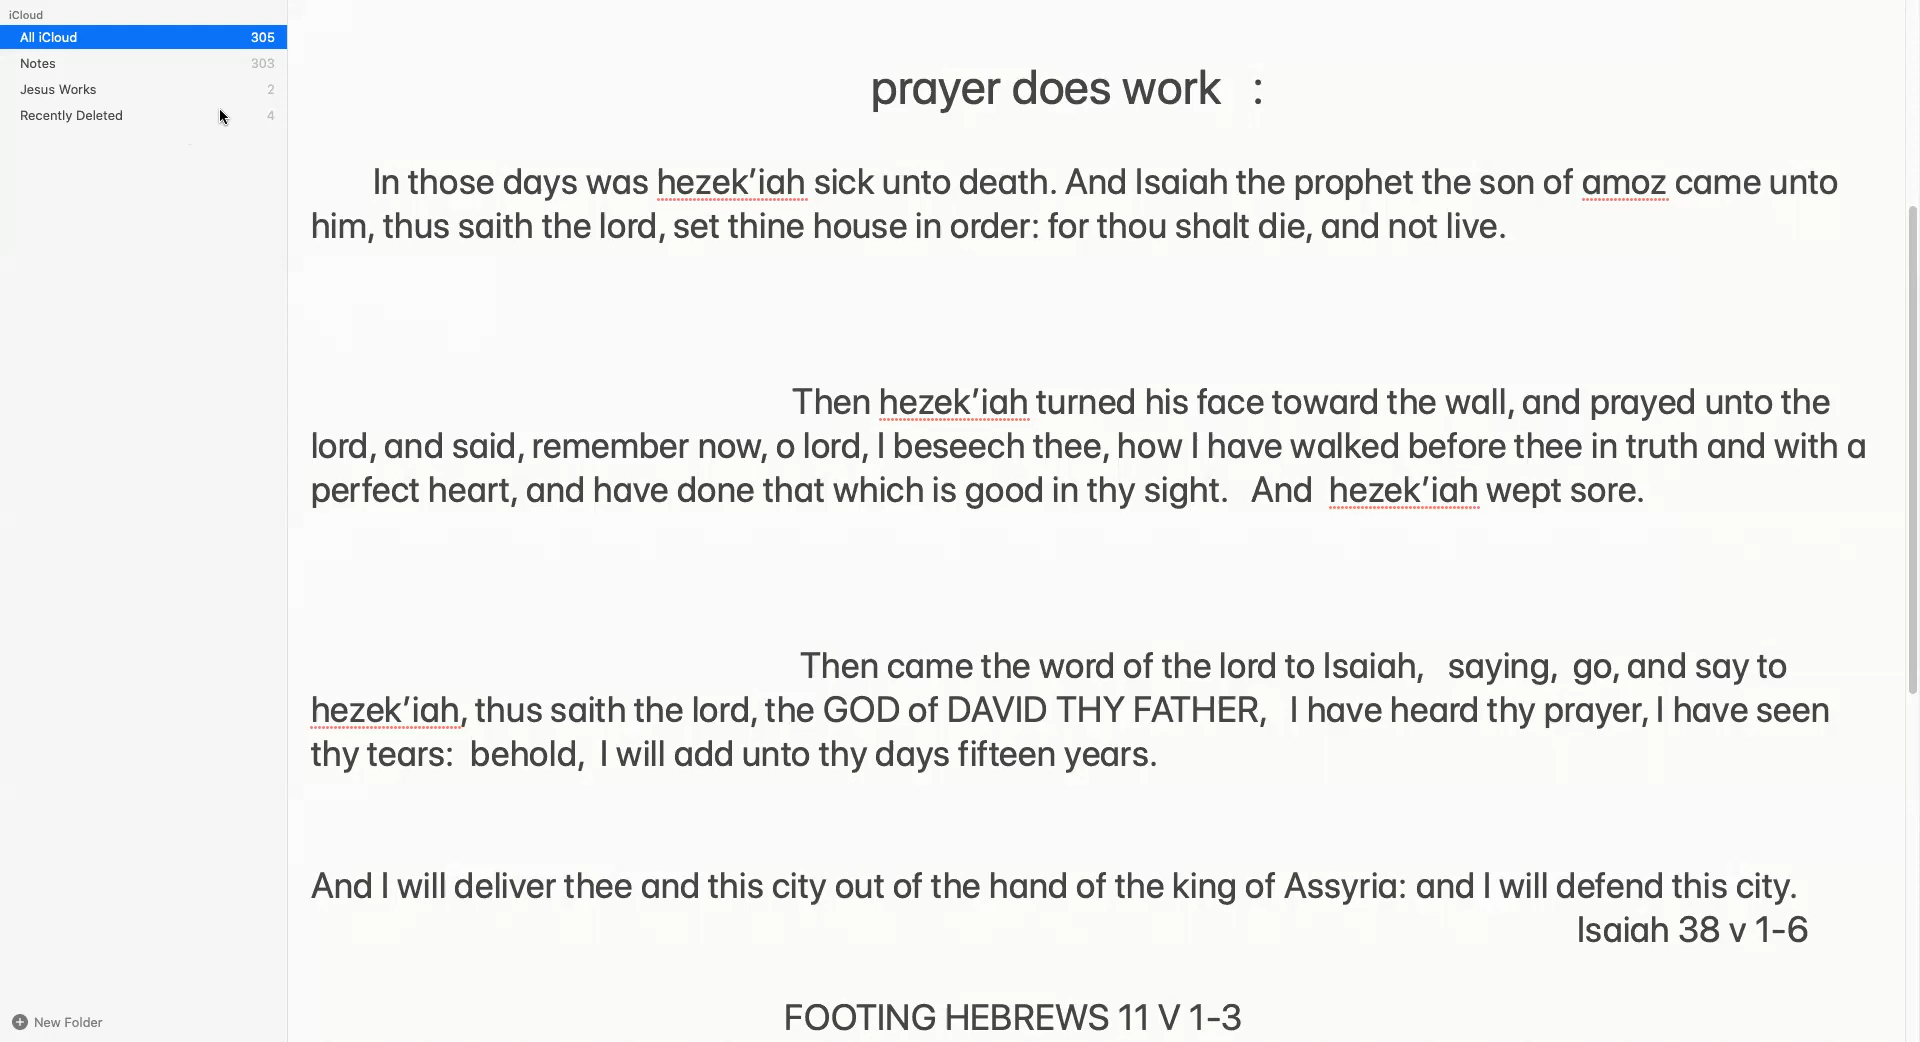 iCloud
All iCloud 305
Notes 303
Jesus Works 2
Recently Deleted 4
prayer does work :
In those days was hezek’iah sick unto death. And Isaiah the prophet the son of amoz came unto
him, thus saith the lord, set thine house in order: for thou shalt die, and not live.
Then hezek’iah turned his face toward the wall, and prayed unto the
lord, and said, remember now, o lord, I beseech thee, how I have walked before thee in truth and with a
perfect heart, and have done that which is good in thy sight. And hezek’iah wept sore.
Then came the word of the lord to Isaiah, saying, go, and say to
hezek’iah, thus saith the lord, the GOD of DAVID THY FATHER, I have heard thy prayer, I have seen
thy tears: behold, I will add unto thy days fifteen years.
And I will deliver thee and this city out of the hand of the king of Assyria: and I will defend this city.
Isaiah 38 v 1-6
FOOTING HEBREWS 11 V 1-3
New Folder